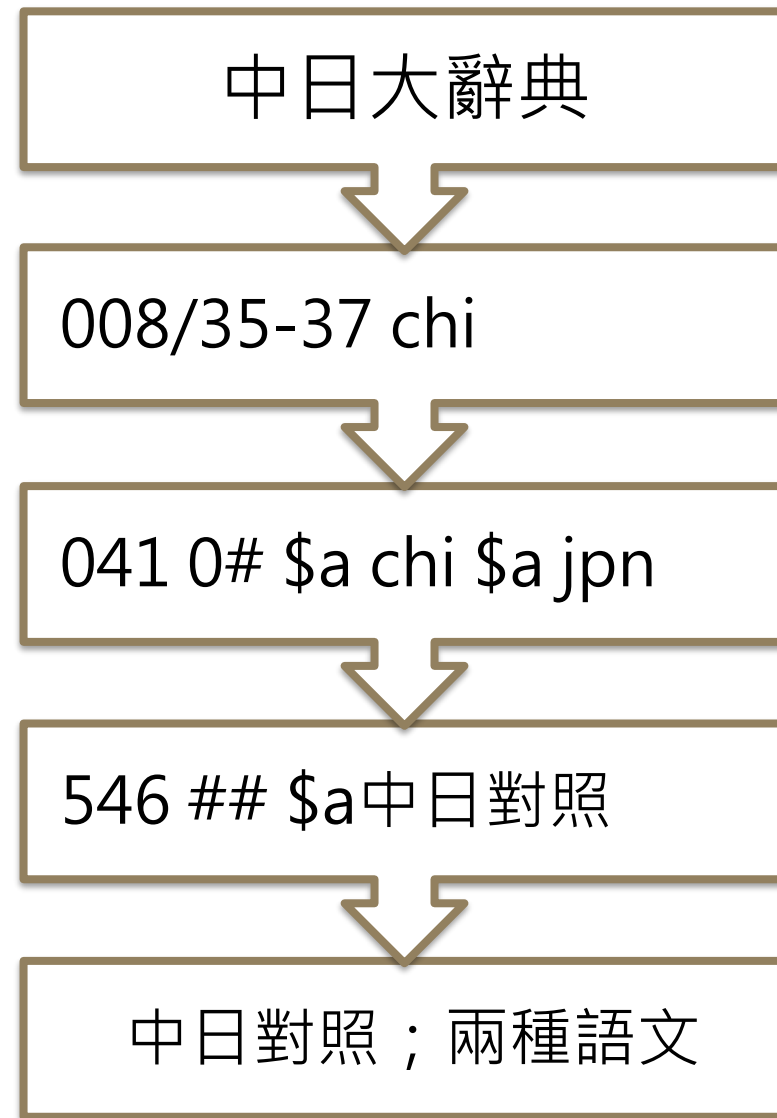 中日大辭典
008/35-37 chi
041 0# $a chi $a jpn
546 ## $a中日對照
中日對照；兩種語文